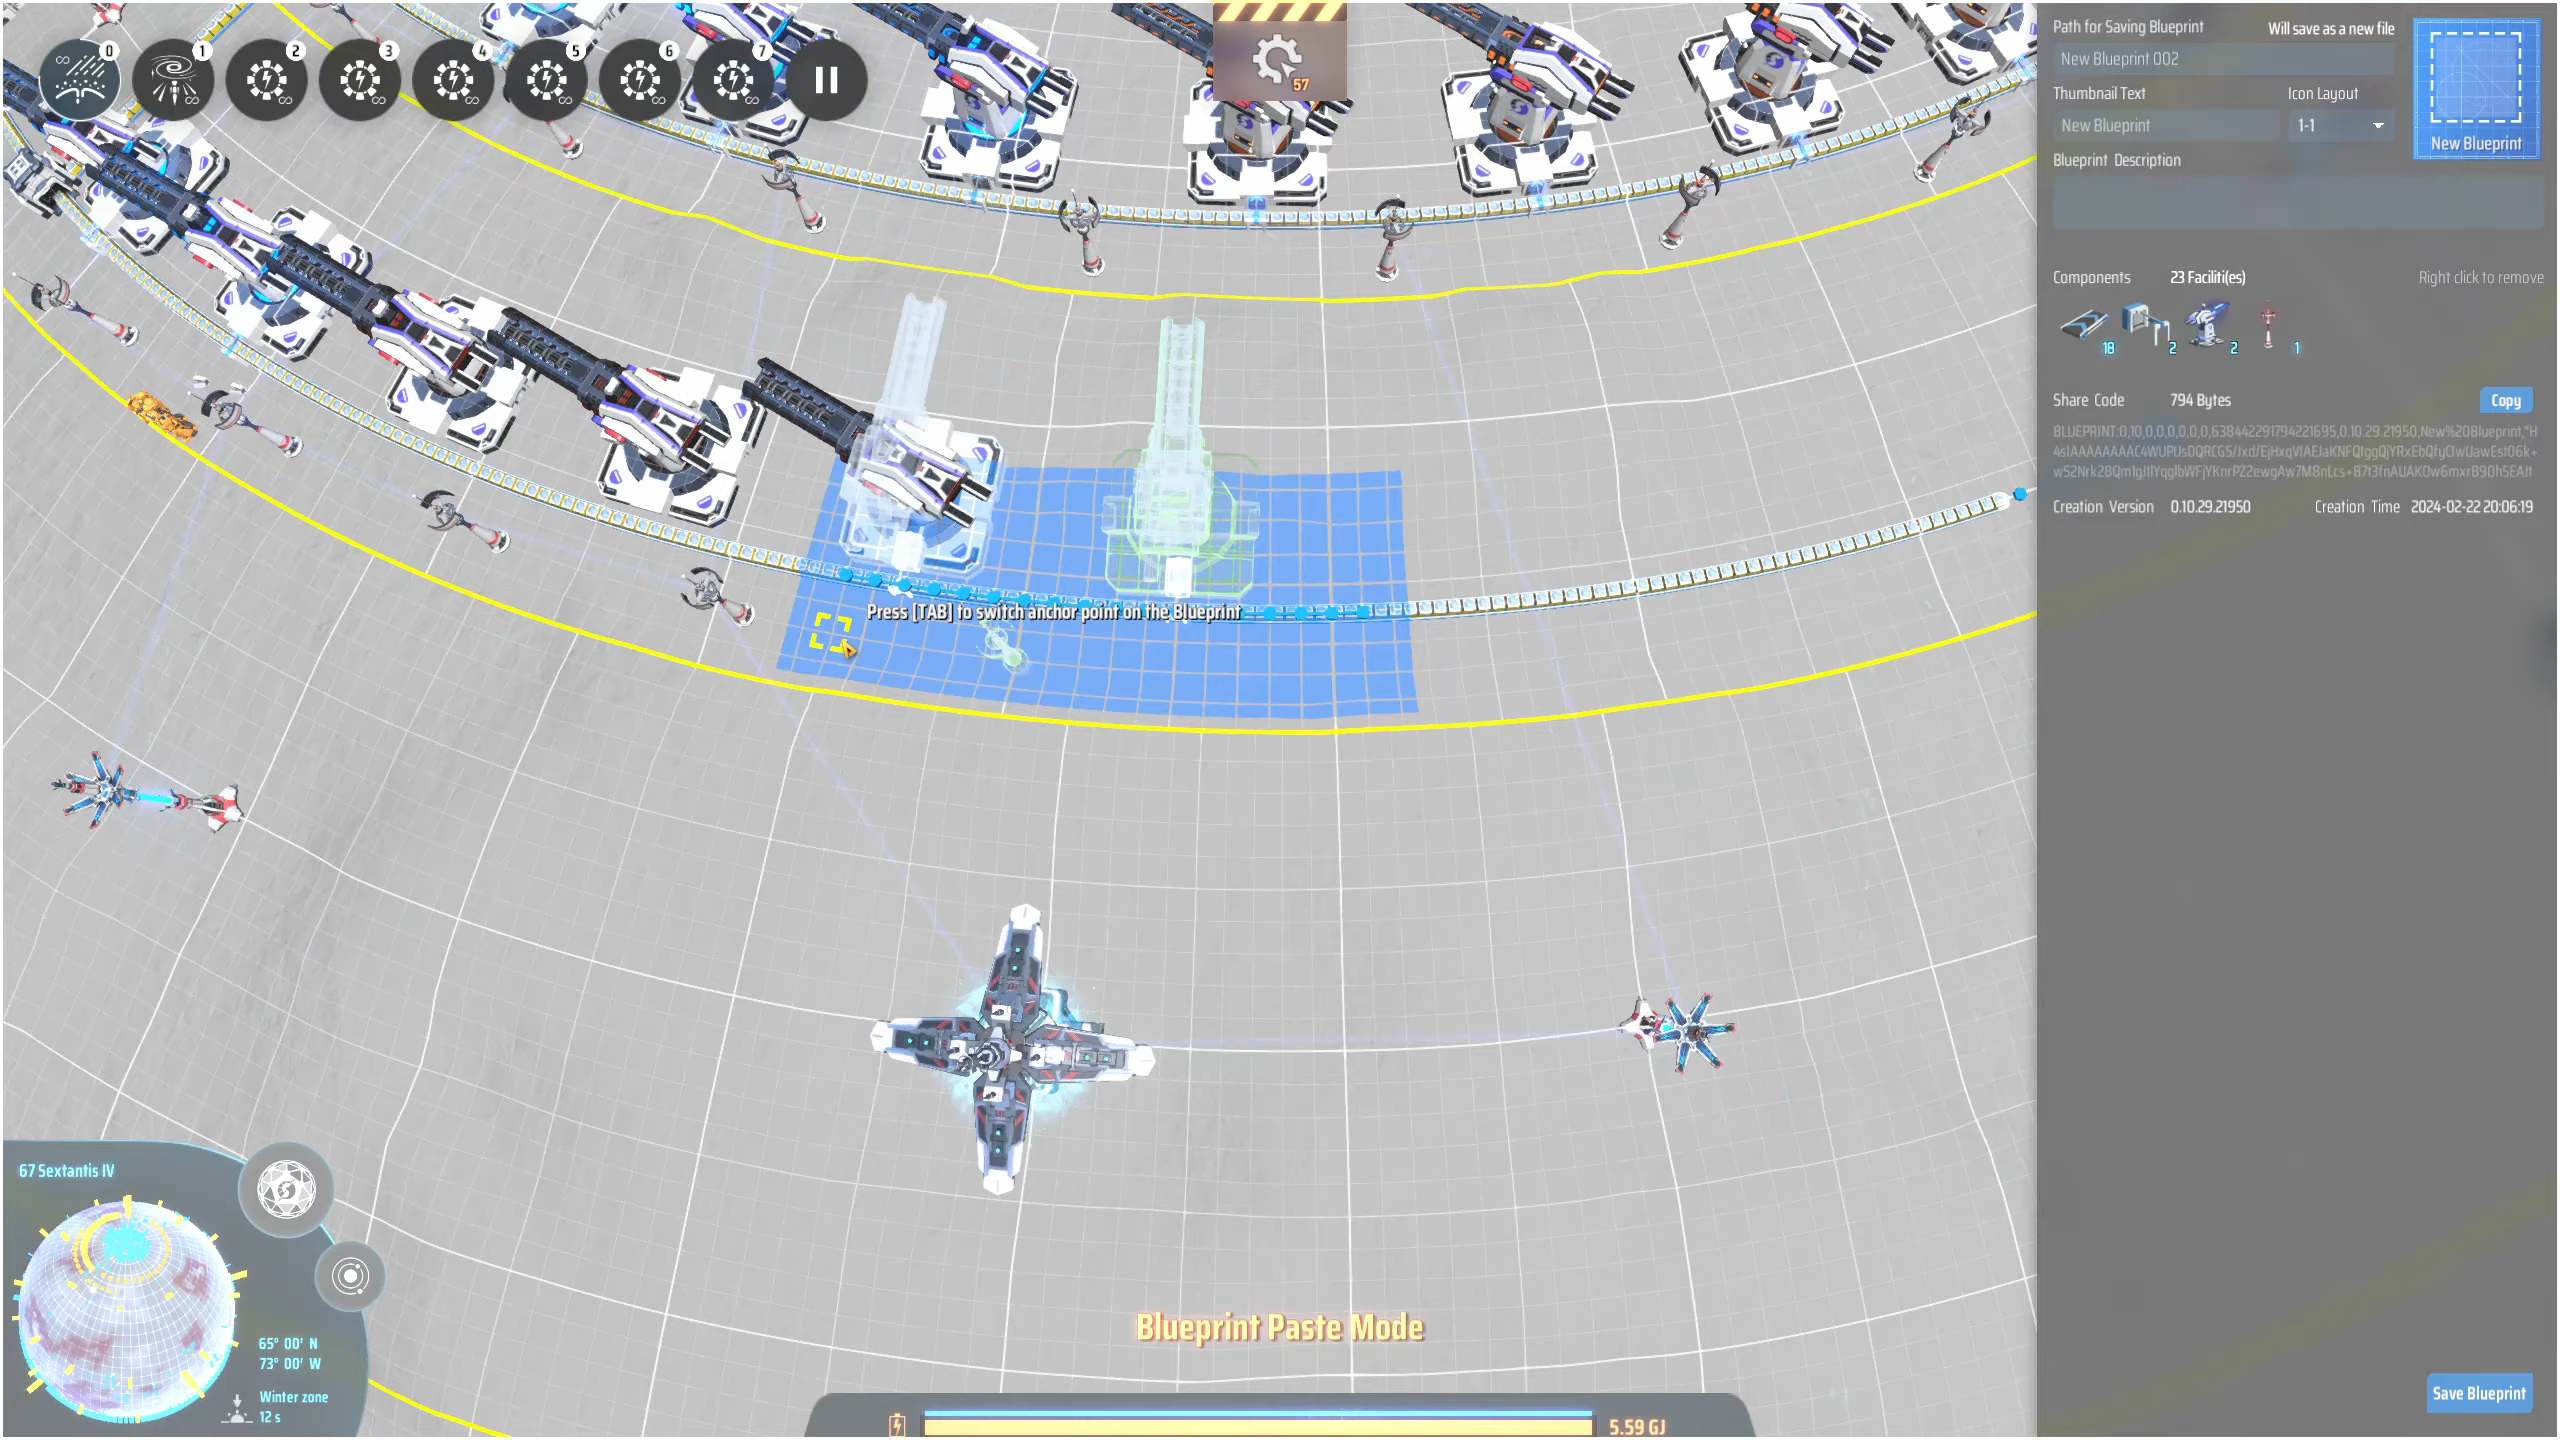 0
1
2
3
4
5
6
7
57
Path for Saving Blueprint
Will save as a new file
New Blueprint 002
Thumbnail Text
Icon Layout
New Blueprint
1-1
New Blueprint
Blueprint Description
Components
23 Faciliti(es)
Right click to remove
18
2
2
1
Share Code
794 Bytes
Copy
Creation Version
0.10.29.21950
Creation Time
2024-02-22 20:06:19
Press [TAB] to switch anchor point on the Blueprint
67 Sextantis IV
65° 00' N
73° 00' W
Winter zone
12 s
Blueprint Paste Mode
5.59 GJ
Save Blueprint